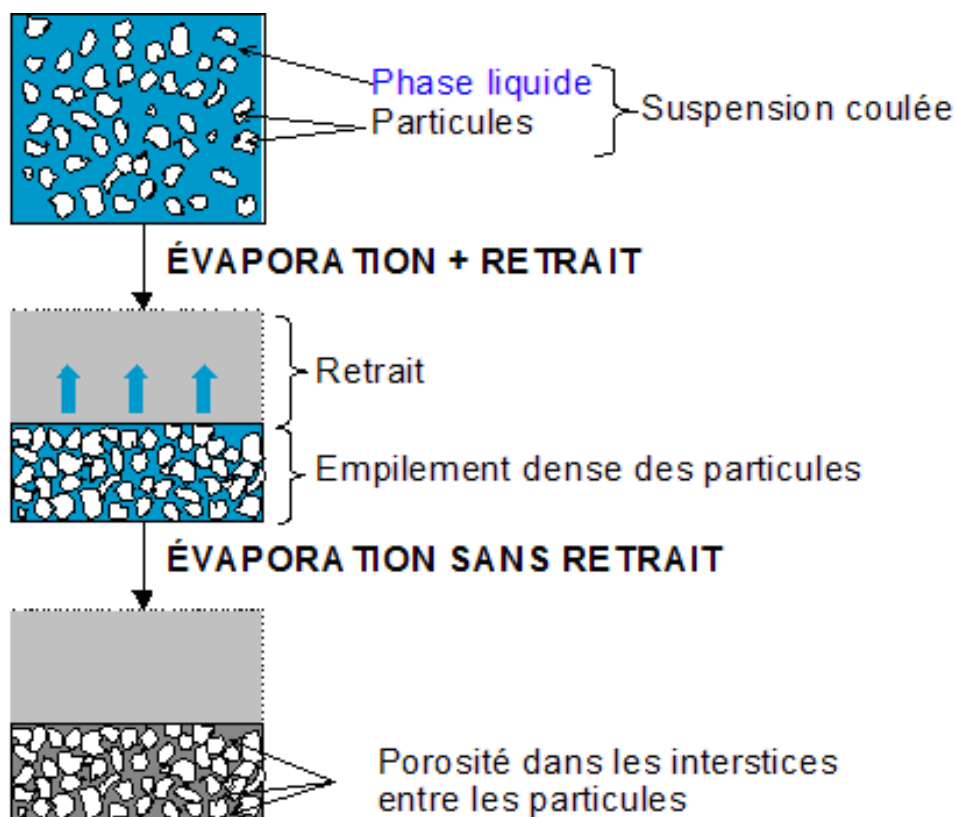 Phase liquide
Particules
Suspension coulée
ÉVAPORATION + RETRAIT
Retrait
Empilement dense des particules
ÉVAPORATION SANS RETRAIT
Porosité dans les interstices
entre les particules